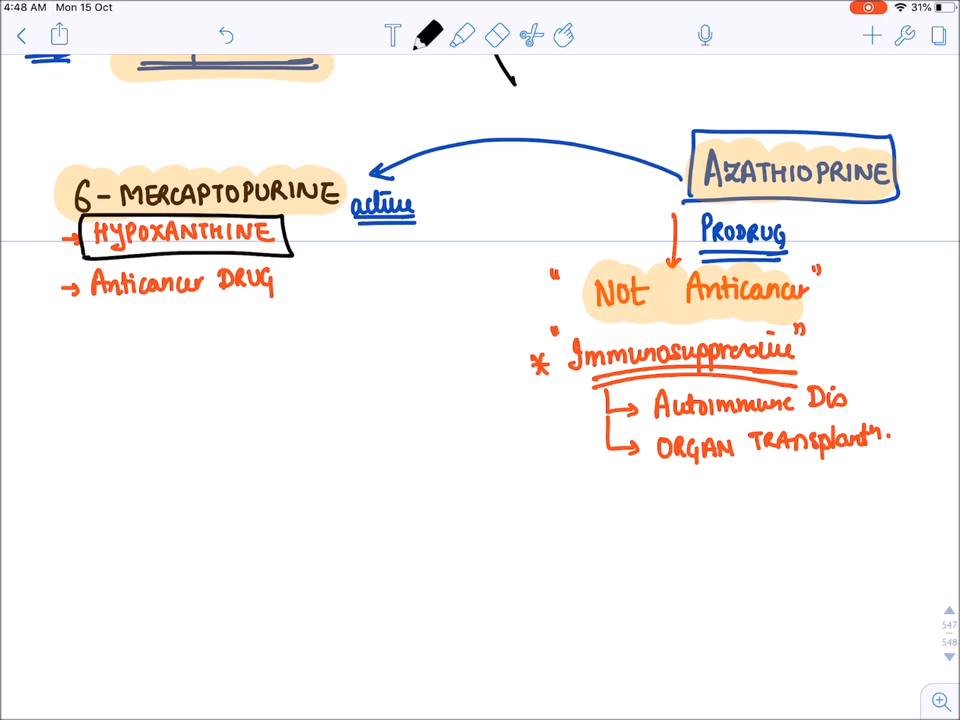 4:48 AM Mon 15 Oct
31%
T
6-MERCAPTOPURINE
active
→ HYPOXANTHINE
→ Anticancer DRUG
AZATHIOPRINE
PRODRUG
" Not Anticancer "
* "Immunosuppressive"
Autoimmune Dis
ORGAN TRANSplantn.
547
548